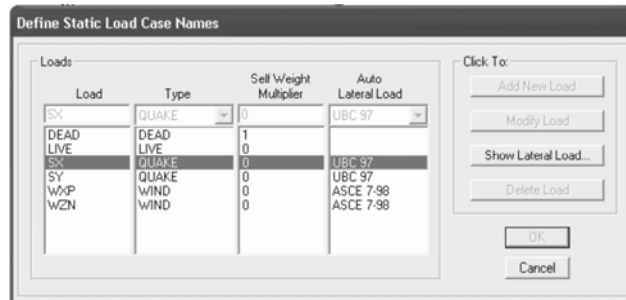 Define Static Load Case Names
Loads
Load Type Self Weight Multiplier Auto Lateral Load
SX QUAKE 0 UBC 97
DEAD DEAD 1
LIVE LIVE 0
SX QUAKE 0 UBC 97
SY QUAKE 0 UBC 97
WXP WIND 0 ASCE 7-98
WZN WIND 0 ASCE 7-98
Click To:
Add New Load
Modify Load
Show Lateral Load...
Delete Load
OK
Cancel